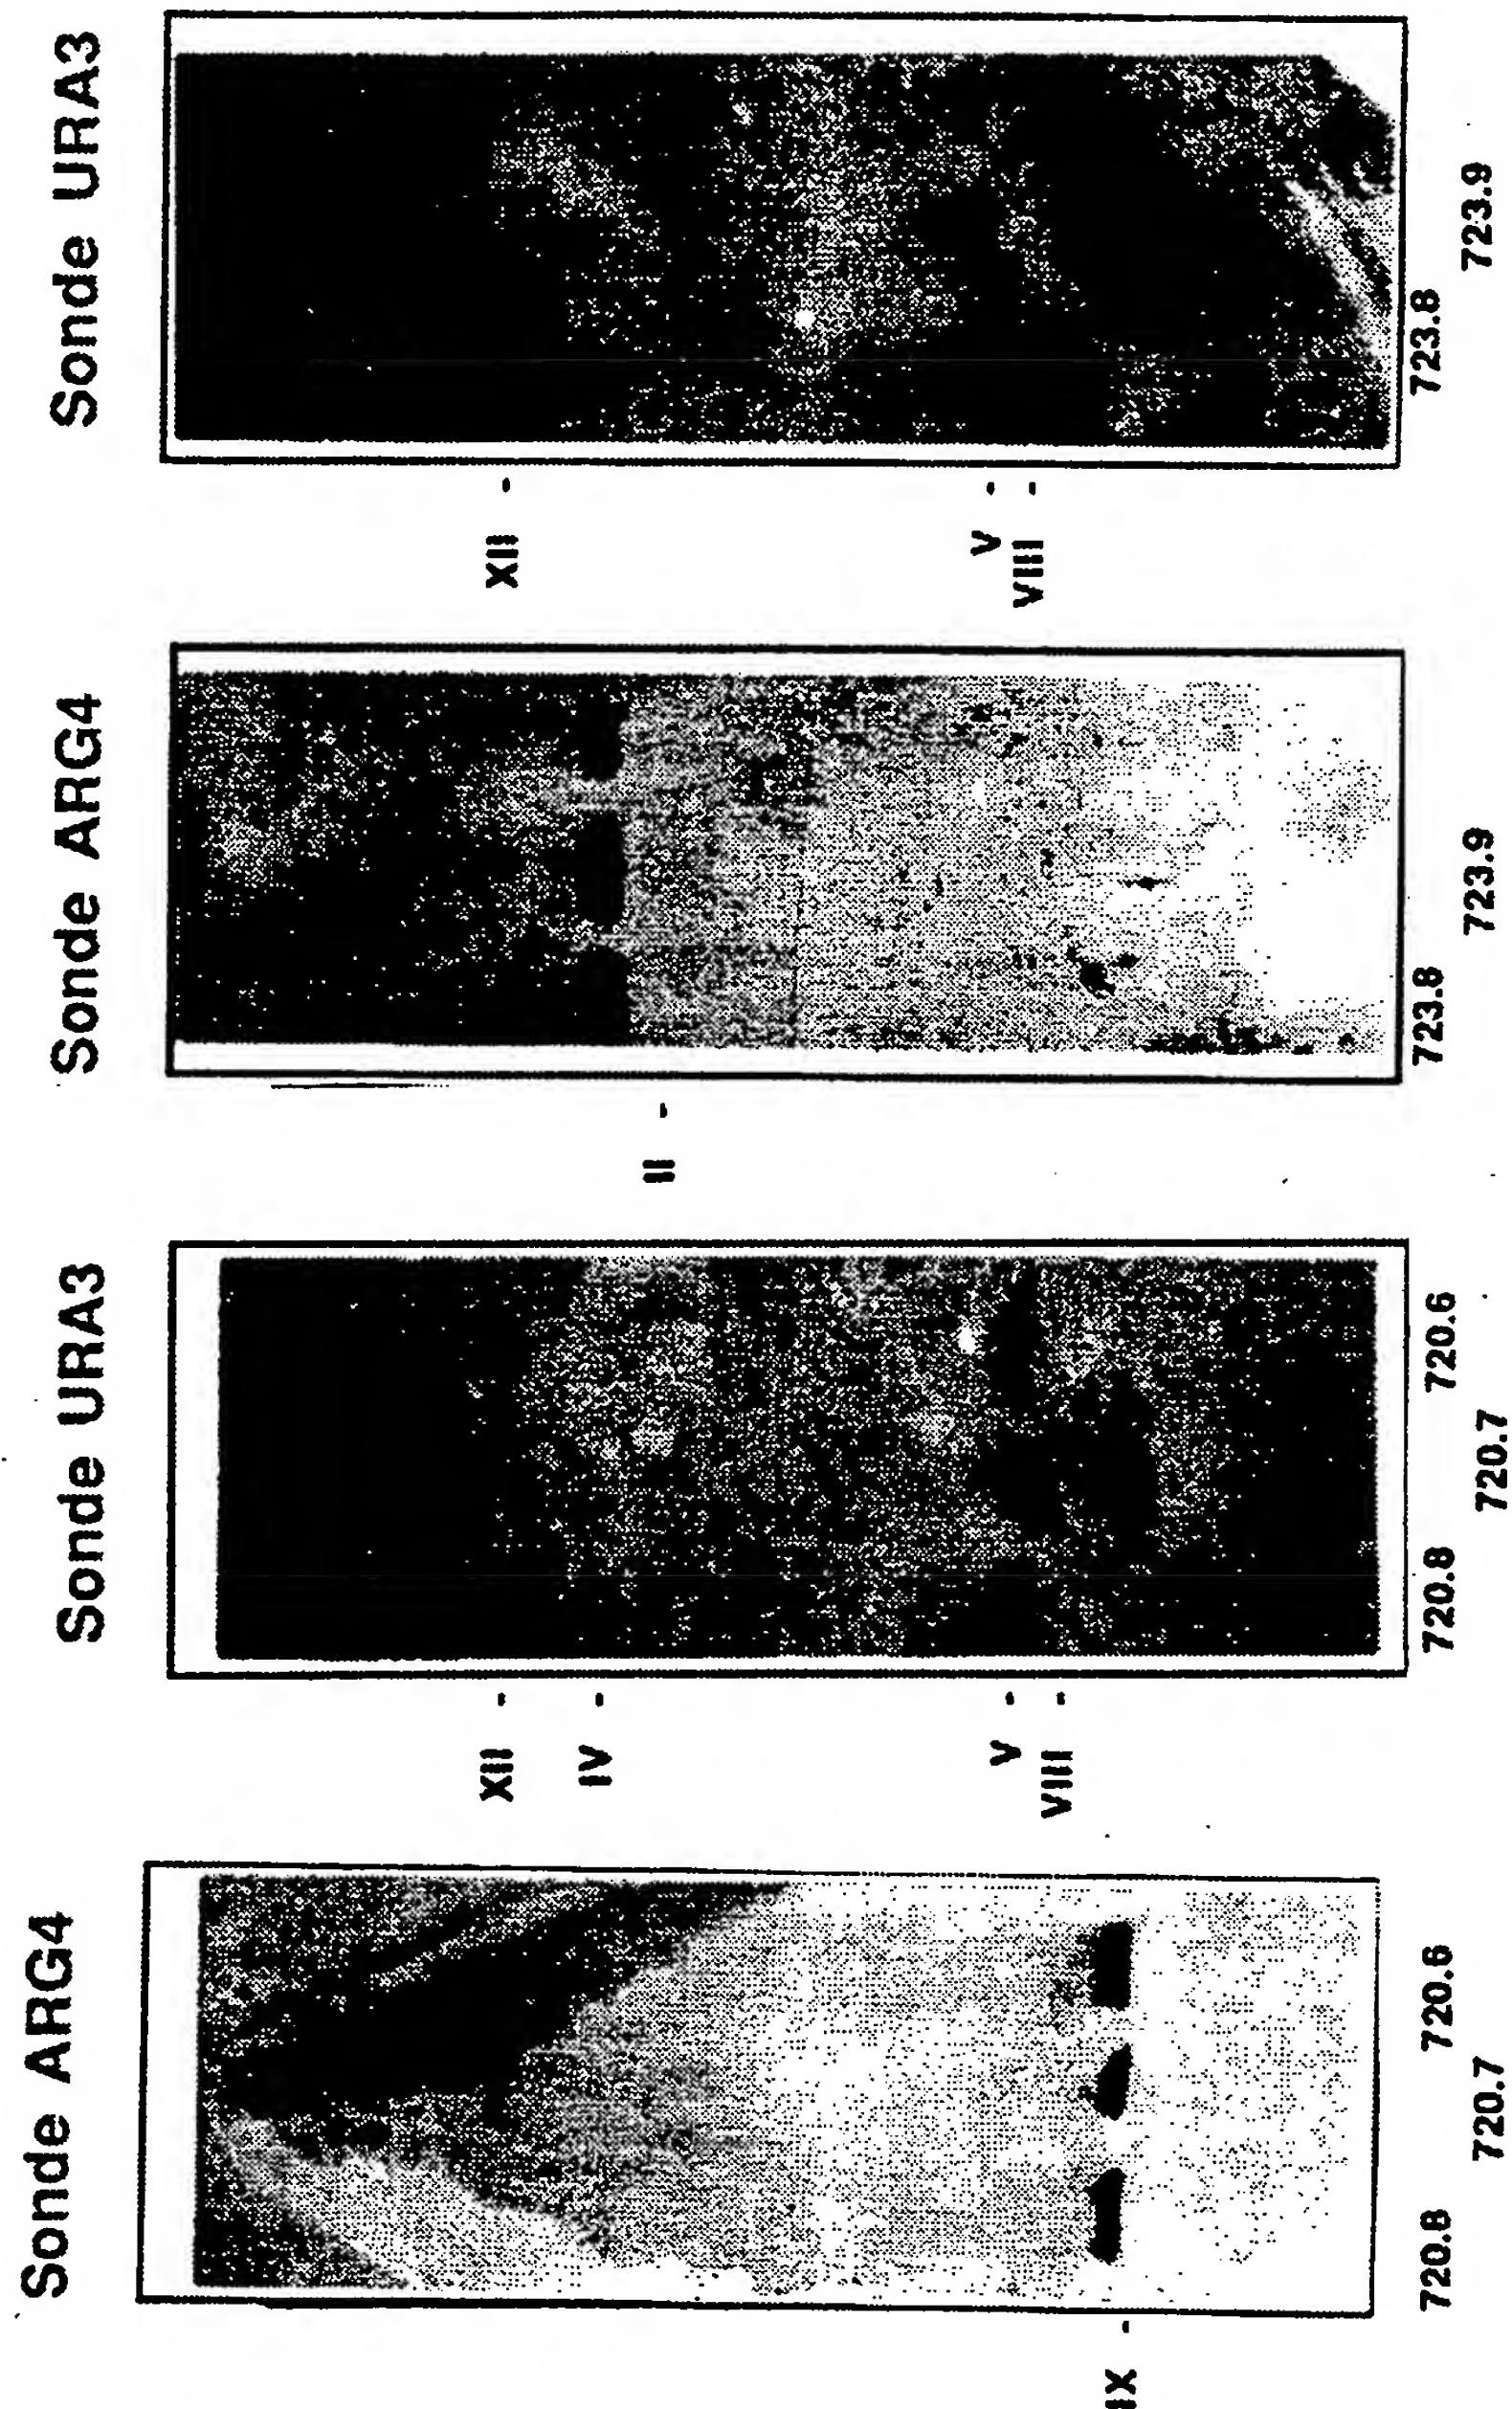 Sonde ARG4
IX
720.8
720.7
720.6
Sonde URA3
XII
IV
V
VIII
720.8
720.7
720.6
Sonde ARG4
II
723.8
723.9
Sonde URA3
XII
V
VIII
723.8
723.9